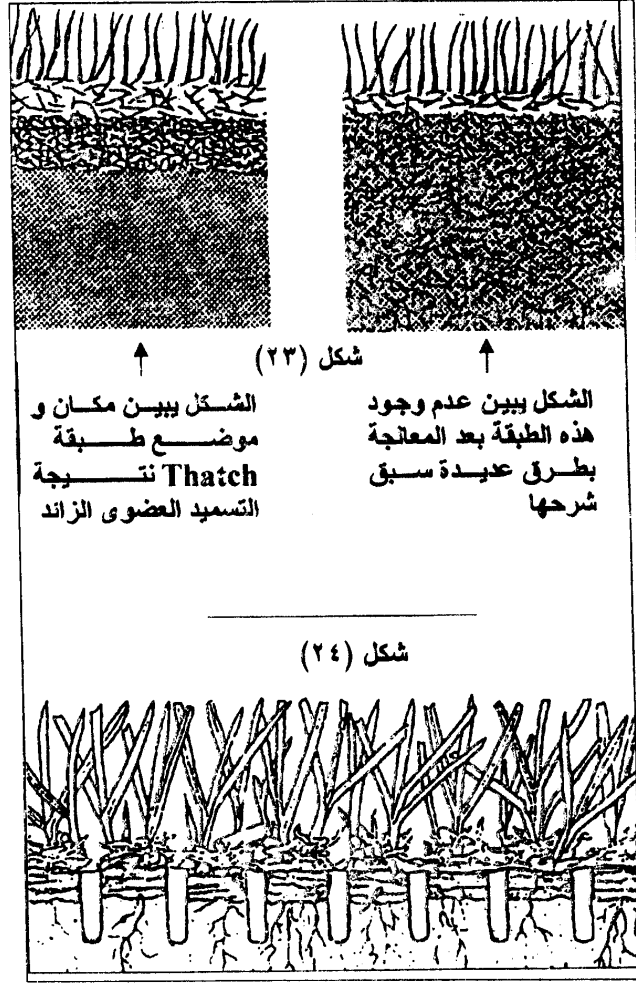 شكل (٢٣)
الشكل يبين عدم وجود
هذه الطبقة بعد المعالجة
بطرق عديدة سبق
شرحها
الشكل يبين مكان و
موضع طبقة
Thatch نتيجة
التسميد العضوى الزائد
شكل (٢٤)